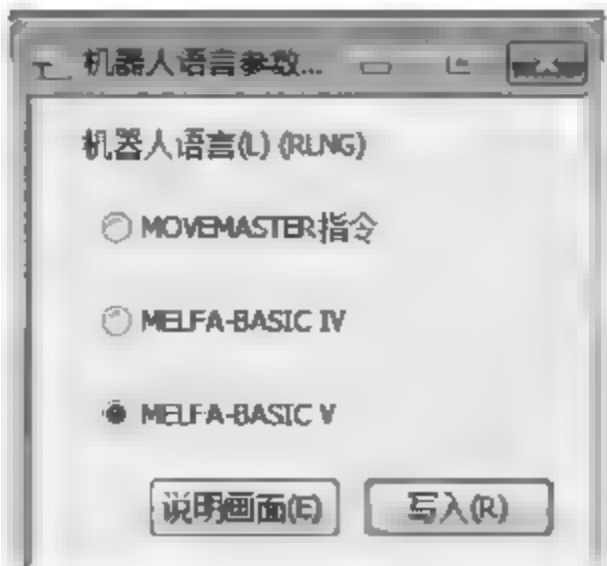 机器人语言参数...
机器人语言(L) (RLNG)
MOVEMASTER指令
MELFA-BASIC IV
MELFA-BASIC V
说明画面(E) 写入(R)